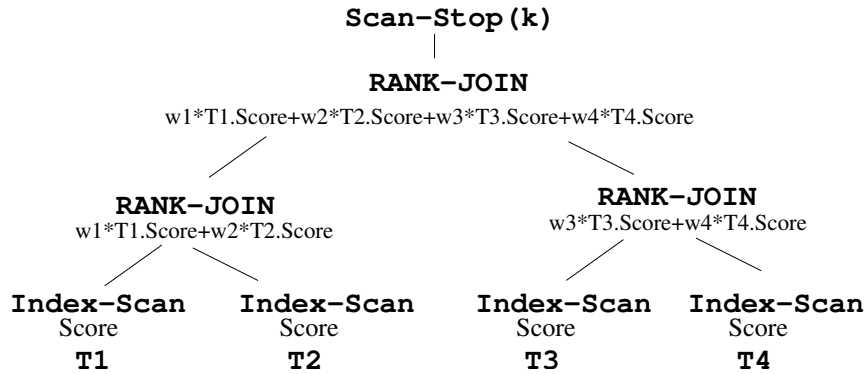 Scan-Stop(k)
RANK-JOIN
w1*T1.Score+w2*T2.Score+w3*T3.Score+w4*T4.Score
RANK-JOIN
w1*T1.Score+w2*T2.Score
RANK-JOIN
w3*T3.Score+w4*T4.Score
Index-Scan Index-Scan Index-Scan Index-Scan
Score Score Score Score
T1 T2 T3 T4